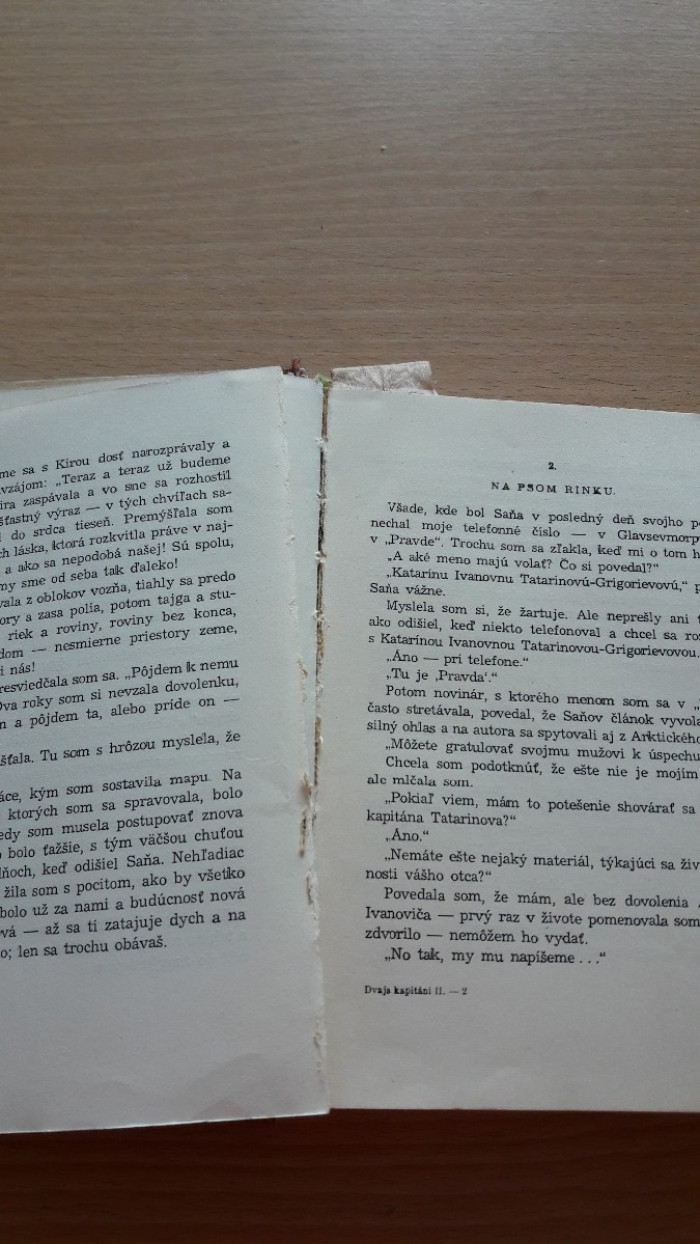 me sa s Kirou dosť narozprávaly a
vzájom: „Teraz a teraz už budeme
ira zaspávala a vo sne sa rozhostil
šťastný výraz — v tých chvíľach sa-
l do srdca tieseň. Premýšľala som
ch láska, ktorá rozkvitla práve v naj-
a ako sa nepodobá našej! Sú spolu,
my sme od seba tak ďaleko!
vala z oblokov vozňa, tiahly sa predo
ory a zasa polia, potom tajga a stu-
riek a roviny, roviny bez konca,
dom — nesmierne priestory zeme,
i nás!
resviedčala som sa. „Pôjdem k nemu
Dva roky som si nevzala dovolenku,
n a pôjdem ta, alebo príde on —
šľala. Tu som s hrôzou myslela, že
áce, kým som sostavila mapu. Na
ktorých som sa spravovala, bolo
edy som musela postupovať znova
o bolo ťažšie, s tým väčšou chuťou
dňoch, keď odišiel Saňa. Nehľadiac
žila som s pocitom, ako by všetko
bolo už za nami a budúcnosť nová
vá — až sa ti zatajuje dych a na
o; len sa trochu obávaš.
2.
NA PSOM RINKU.
Všade, kde bol Saňa v posledný deň svojho po
nechal moje telefonné číslo — v Glavsevmorp
v „Pravde“. Trochu som sa zľakla, keď mi o tom h
„A aké meno majú volať? Čo si povedal?“
„Katarínu Ivanovnu Tatarinovú-Grigorievovú,“ p
Saňa vážne.
Myslela som si, že žartuje. Ale neprešly ani t
ako odišiel, keď niekto telefonoval a chcel sa ro
s Katarínou Ivanovnou Tatarinovou-Grigorievovou.
„Áno — pri telefone.“
„Tu je ‚Pravda‘.“
Potom novinár, s ktorého menom som sa v „
často stretávala, povedal, že Saňov článok vyvola
silný ohlas a na autora sa spytovali aj z Arktického
„Môžete gratulovať svojmu mužovi k úspechu
Chcela som podotknúť, že ešte nie je mojím
ale mlčala som.
„Pokiaľ viem, mám to potešenie shovárať sa
kapitána Tatarinova?“
„Áno.“
„Nemáte ešte nejaký materiál, týkajúci sa živ
nosti vášho otca?“
Povedala som, že mám, ale bez dovolenia
Ivanoviča — prvý raz v živote pomenovala som
zdvorilo — nemôžem ho vydať.
„No tak, my mu napíšeme . . .“
Dvaja kapitáni II. — 2